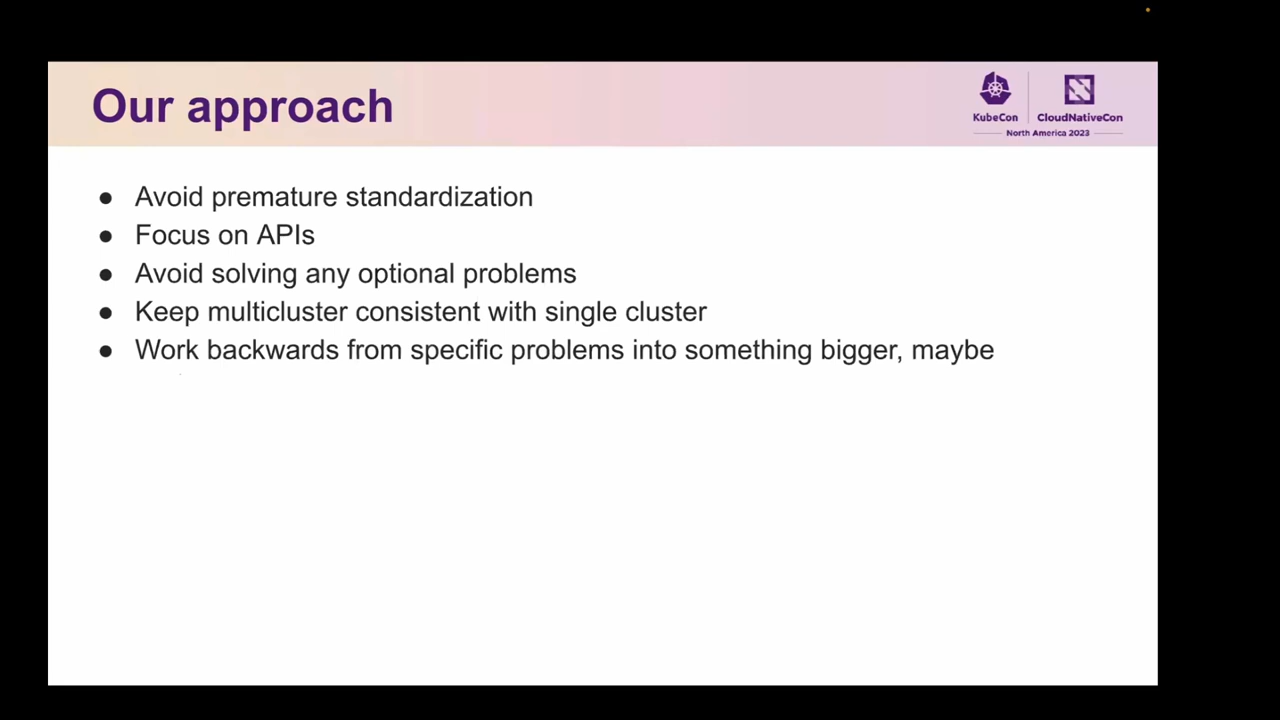 Our approach
KubeCon
CloudNativeCon
North America 2023
● Avoid premature standardization
● Focus on APIs
● Avoid solving any optional problems
● Keep multicluster consistent with single cluster
● Work backwards from specific problems into something bigger, maybe